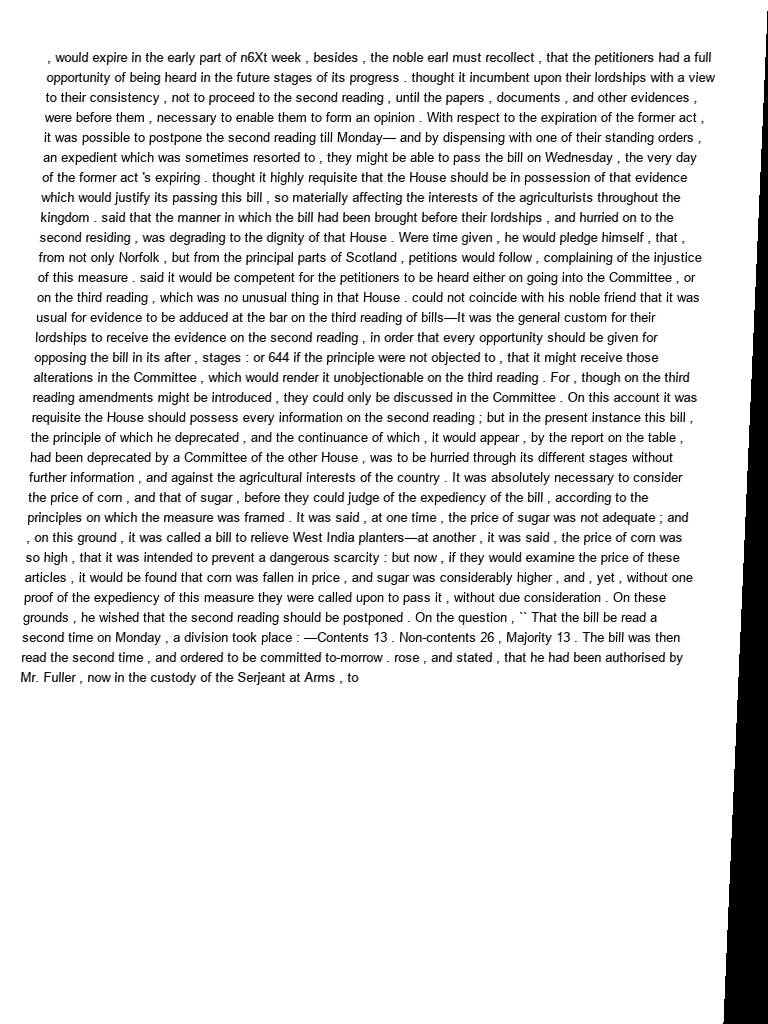 , would expire in the early part of n6Xt week , besides , the noble earl must recollect , that the petitioners had a full
opportunity of being heard in the future stages of its progress . thought it incumbent upon their lordships with a view
to their consistency , not to proceed to the second reading , until the papers , documents , and other evidences ,
were before them , necessary to enable them to form an opinion . With respect to the expiration of the former act ,
it was possible to postpone the second reading till Monday— and by dispensing with one of their standing orders ,
an expedient which was sometimes resorted to , they might be able to pass the bill on Wednesday , the very day
of the former act 's expiring . thought it highly requisite that the House should be in possession of that evidence
which would justify its passing this bill , so materially affecting the interests of the agriculturists throughout the
kingdom . said that the manner in which the bill had been brought before their lordships , and hurried on to the
second residing , was degrading to the dignity of that House . Were time given , he would pledge himself , that ,
from not only Norfolk , but from the principal parts of Scotland , petitions would follow , complaining of the injustice
of this measure . said it would be competent for the petitioners to be heard either on going into the Committee , or
on the third reading , which was no unusual thing in that House . could not coincide with his noble friend that it was
usual for evidence to be adduced at the bar on the third reading of bills—It was the general custom for their
lordships to receive the evidence on the second reading , in order that every opportunity should be given for
opposing the bill in its after , stages : or 644 if the principle were not objected to , that it might receive those
alterations in the Committee , which would render it unobjectionable on the third reading . For , though on the third
reading amendments might be introduced , they could only be discussed in the Committee . On this account it was
requisite the House should possess every information on the second reading ; but in the present instance this bill ,
the principle of which he deprecated , and the continuance of which , it would appear , by the report on the table ,
had been deprecated by a Committee of the other House , was to be hurried through its different stages without
further information , and against the agricultural interests of the country . It was absolutely necessary to consider
the price of corn , and that of sugar , before they could judge of the expediency of the bill , according to the
principles on which the measure was framed . It was said , at one time , the price of sugar was not adequate ; and
, on this ground , it was called a bill to relieve West India planters—at another , it was said , the price of corn was
so high , that it was intended to prevent a dangerous scarcity : but now , if they would examine the price of these
articles , it would be found that corn was fallen in price , and sugar was considerably higher , and , yet , without one
proof of the expediency of this measure they were called upon to pass it , without due consideration . On these
grounds , he wished that the second reading should be postponed . On the question , `` That the bill be read a
second time on Monday , a division took place : —Contents 13 . Non-contents 26 , Majority 13 . The bill was then
read the second time , and ordered to be committed to-morrow . rose , and stated , that he had been authorised by
Mr. Fuller , now in the custody of the Serjeant at Arms , to